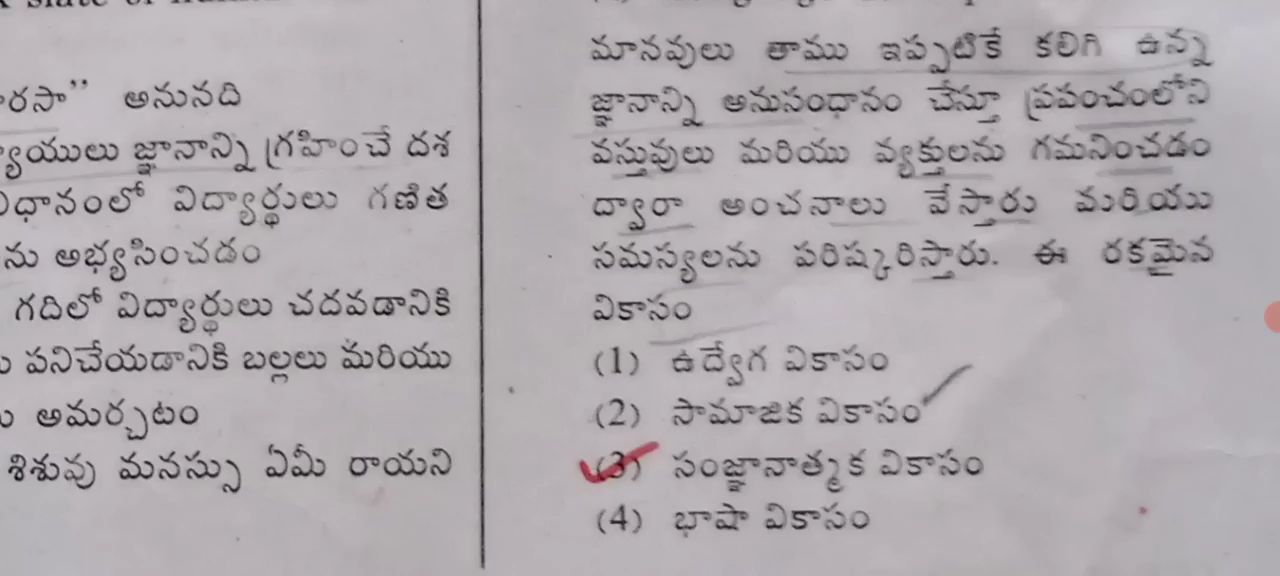 రసా" అనునది
యులు జ్ఞానాన్ని గ్రహించే దశ
ధానంలో విద్యార్థులు గణిత
ను అభ్యసించడం
గదిలో విద్యార్థులు చదవడానికి
పనిచేయడానికి బల్లలు మరియు
అమర్చటం
శిశువు మనస్సు ఏమీ రాయని
మానవులు తాము ఇప్పటికే కలిగి ఉన్న
జ్ఞానాన్ని అనుసంధానం చేస్తూ ప్రపంచంలోని
వస్తువులు మరియు వ్యక్తులను గమనించడం
ద్వారా అంచనాలు వేస్తారు మరియు
సమస్యలను పరిష్కరిస్తారు. ఈ రకమైన
వికాసం
(1) ఉద్వేగ వికాసం
(2) సామాజిక వికాసం
(3) సంజ్ఞానాత్మక వికాసం
(4) భాషా వికాసం